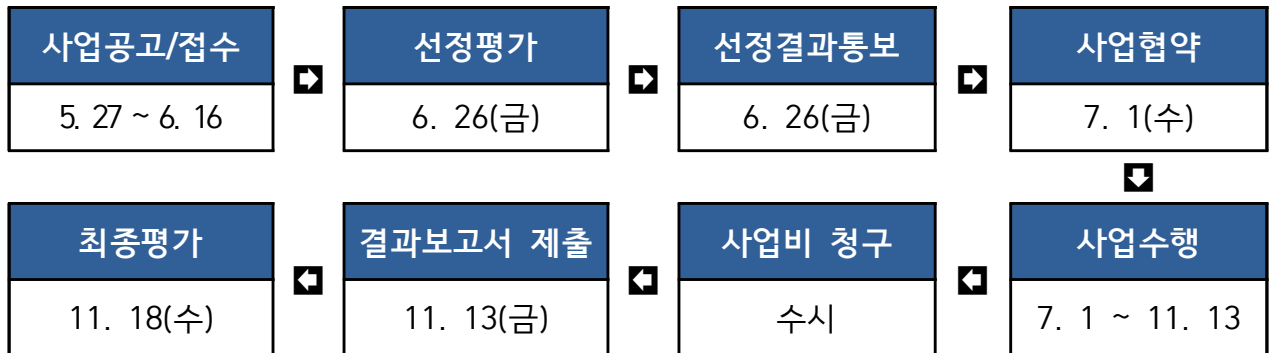 사업공고/접수
5. 27 ~ 6. 16
선정평가
6. 26(금)
선정결과통보
6. 26(금)
사업협약
7. 1(수)
사업수행
7. 1 ~ 11. 13
사업비 청구
수시
결과보고서 제출
11. 13(금)
최종평가
11. 18(수)